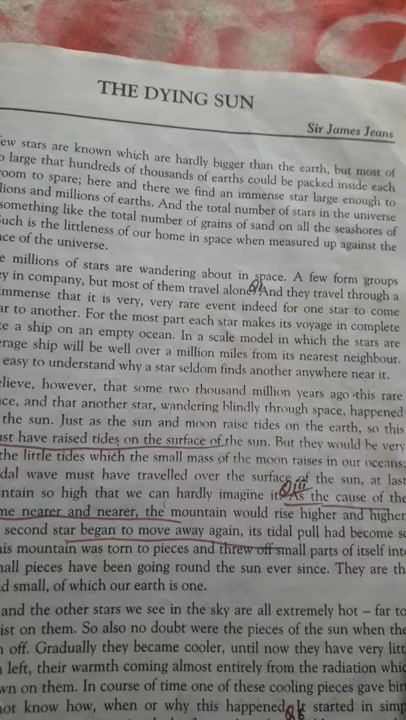 THE DYING SUN
Sir James Jeans
few stars are known which are hardly bigger than the earth, but most of
large that hundreds of thousands of earths could be packed inside each
room to spare; here and there we find an immense star large enough to
lions and millions of earths. And the total number of stars in the universe
something like the total number of grains of sand on all the seashores of
Such is the littleness of our home in space when measured up against the
ce of the universe.
e millions of stars are wandering about in space. A few form groups
ey in company, but most of them travel alone. And they travel through a
immense that it is very, very rare event indeed for one star to come
ar to another. For the most part each star makes its voyage in complete
ke a ship on an empty ocean. In a scale model in which the stars are
erage ship will be well over a million miles from its nearest neighbour.
easy to understand why a star seldom finds another anywhere near it.
elieve, however, that some two thousand million years ago this rare
ce, and that another star, wandering blindly through space, happened
the sun. Just as the sun and moon raise tides on the earth, so this
ust have raised tides on the surface of the sun. But they would be very
the little tides which the small mass of the moon raises in our oceans;
dal wave must have travelled over the surface of the sun, at last
ntain so high that we can hardly imagine it. As the cause of the
me nearer and nearer, the mountain would rise higher and higher
second star began to move away again, its tidal pull had become so
his mountain was torn to pieces and threw off small parts of itself into
mall pieces have been going round the sun ever since. They are th
d small, of which our earth is one.
and the other stars we see in the sky are all extremely hot – far to
ist on them. So also no doubt were the pieces of the sun when the
n off. Gradually they became cooler, until now they have very litt
left, their warmth coming almost entirely from the radiation whic
wn on them. In course of time one of these cooling pieces gave bir
not know how, when or why this happened. It started in simp